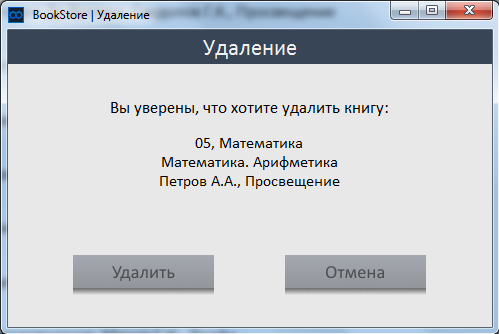 BookStore | Удаление
Удаление
Вы уверены, что хотите удалить книгу:
05, Математика
Математика. Арифметика
Петров А.А., Просвещение
Удалить
Отмена